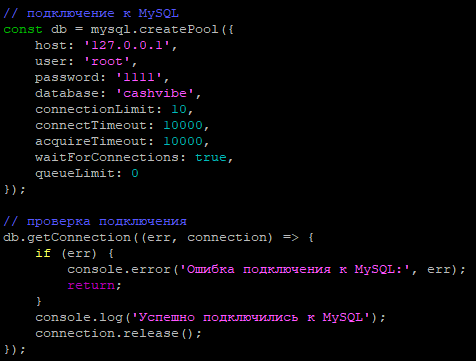 // подключение к MySQL
const db = mysql.createPool({
    host: '127.0.0.1',
    user: 'root',
    password: '1111',
    database: 'cashvibe',
    connectionLimit: 10,
    connectTimeout: 10000,
    acquireTimeout: 10000,
    waitForConnections: true,
    queueLimit: 0
});

// проверка подключения
db.getConnection((err, connection) => {
    if (err) {
        console.error('Ошибка подключения к MySQL:', err);
        return;
    }
    console.log('Успешно подключились к MySQL');
    connection.release();
});